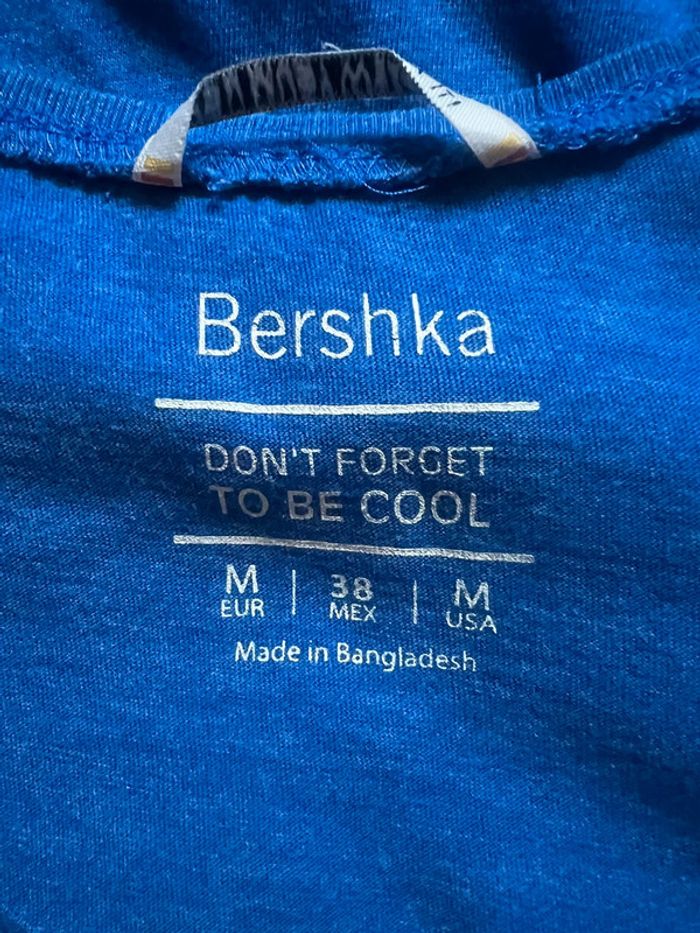 Bershka
DON'T FORGET
TO BE COOL
M | 38 | M
EUR MEX USA
Made in Bangladesh